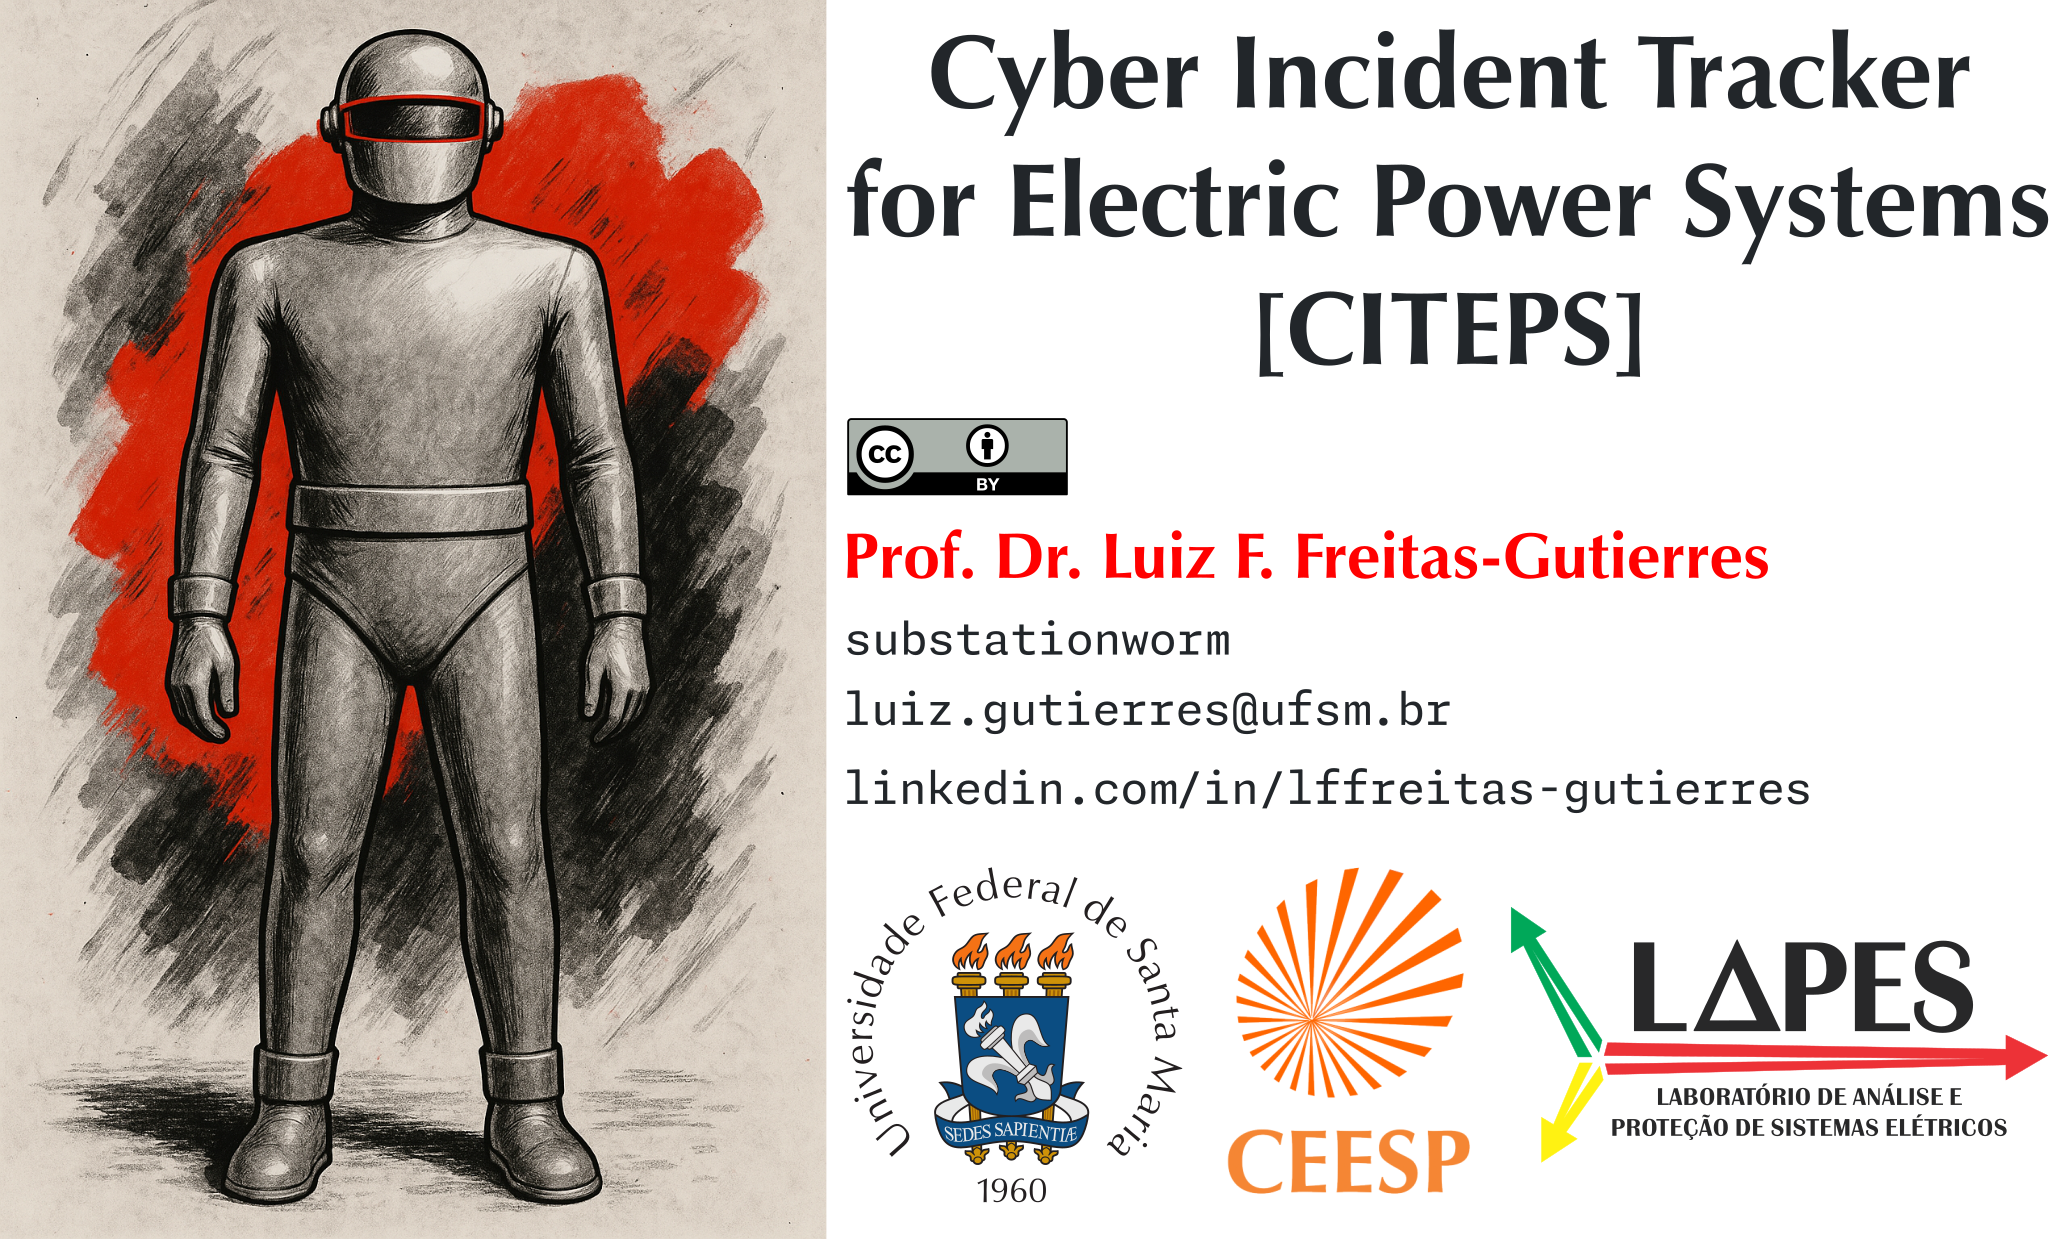 Cyber Incident Tracker
for Electric Power Systems
[CITEPS]
cc
BY
Prof. Dr. Luiz F. Freitas-Gutierres
substationworm
luiz.gutierres@ufsm.br
linkedin.com/in/lffreitas-gutierres
Universidade Federal de Santa Maria
SEDES SAPIENTIÆ
1960
CEESP
LAPES
LABORATÓRIO DE ANÁLISE E
PROTEÇÃO DE SISTEMAS ELÉTRICOS